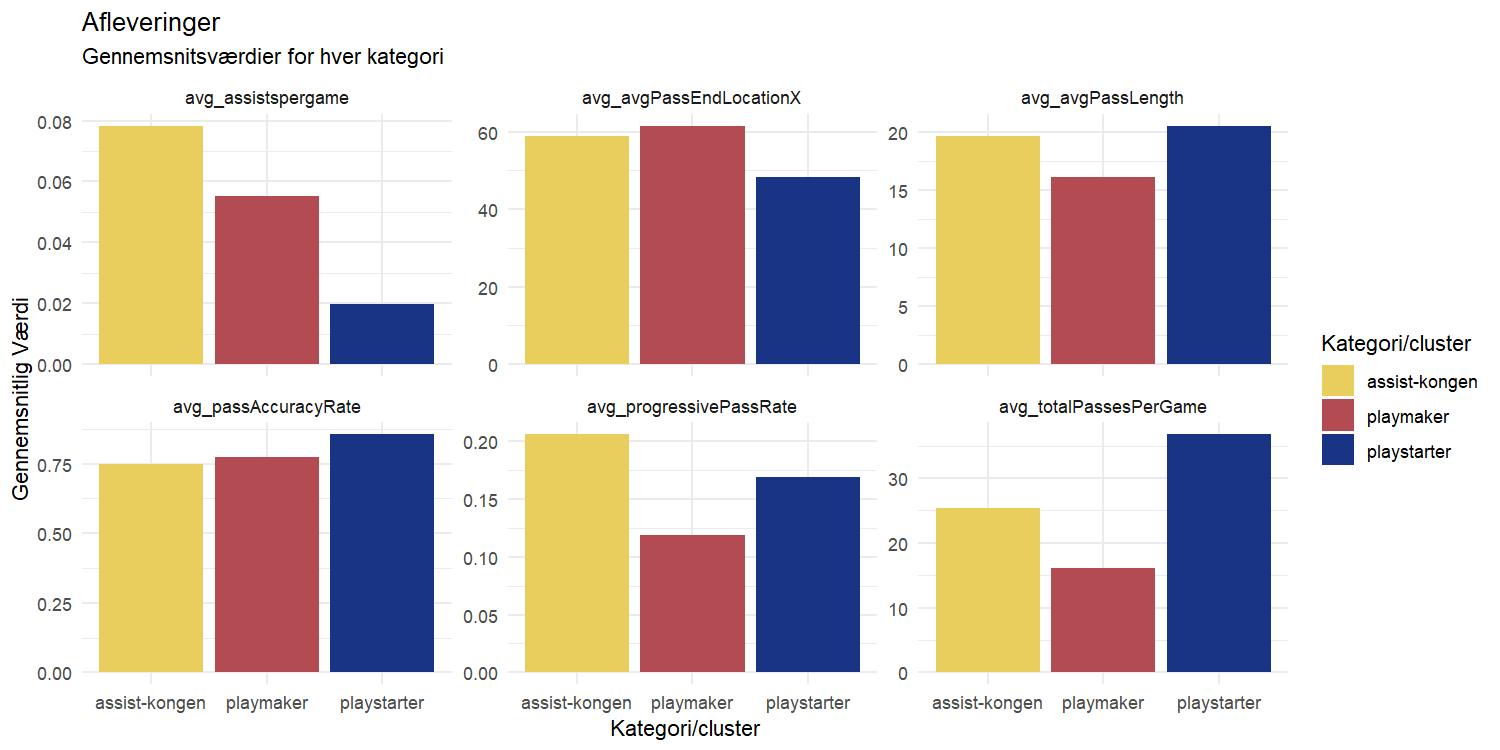 Afleveringer
Gennemsnitsværdier for hver kategori
avg_assistspergame
avg_avgPassEndLocationX
avg_avgPassLength
0.08
0.06
0.04
0.02
0.00
60
40
20
0
20
15
10
5
0
avg_passAccuracyRate
avg_progressivePassRate
avg_totalPassesPerGame
0.75
0.50
0.25
0.00
0.20
0.15
0.10
0.05
0.00
30
20
10
0
assist-kongen playmaker playstarter
assist-kongen playmaker playstarter
assist-kongen playmaker playstarter
Kategori/cluster
Gennemsnitlig Værdi
Kategori/cluster
assist-kongen
playmaker
playstarter